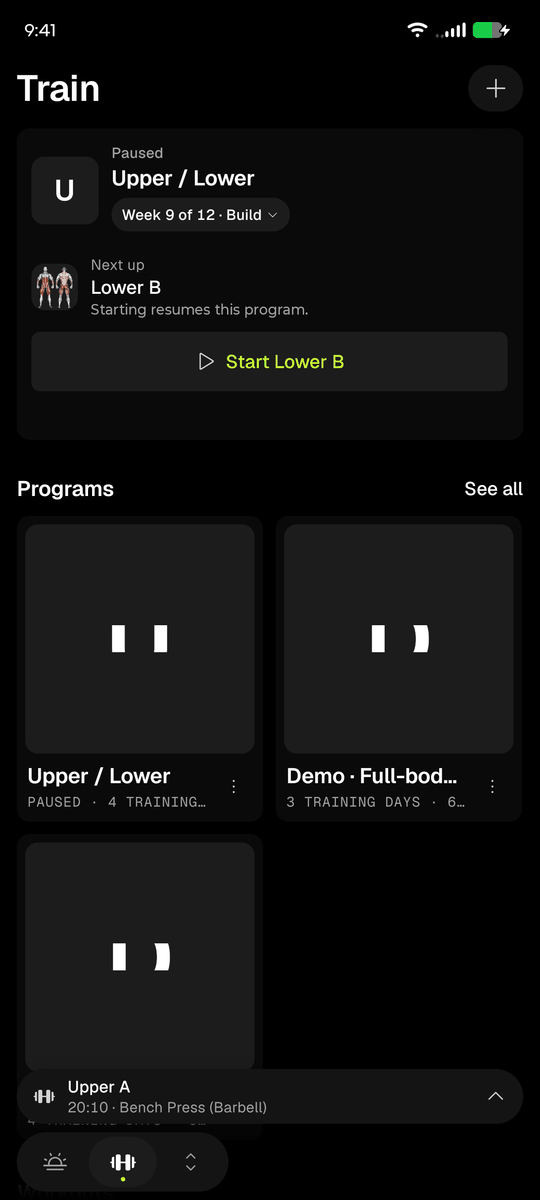 9:41
Train
Paused
U
Upper / Lower
Week 9 of 12 · Build
Next up
Lower B
Starting resumes this program.
Start Lower B
Programs
See all
Upper / Lower
PAUSED · 4 TRAINING…
Demo · Full-bod…
3 TRAINING DAYS · 6…
Upper A
20:10 · Bench Press (Barbell)